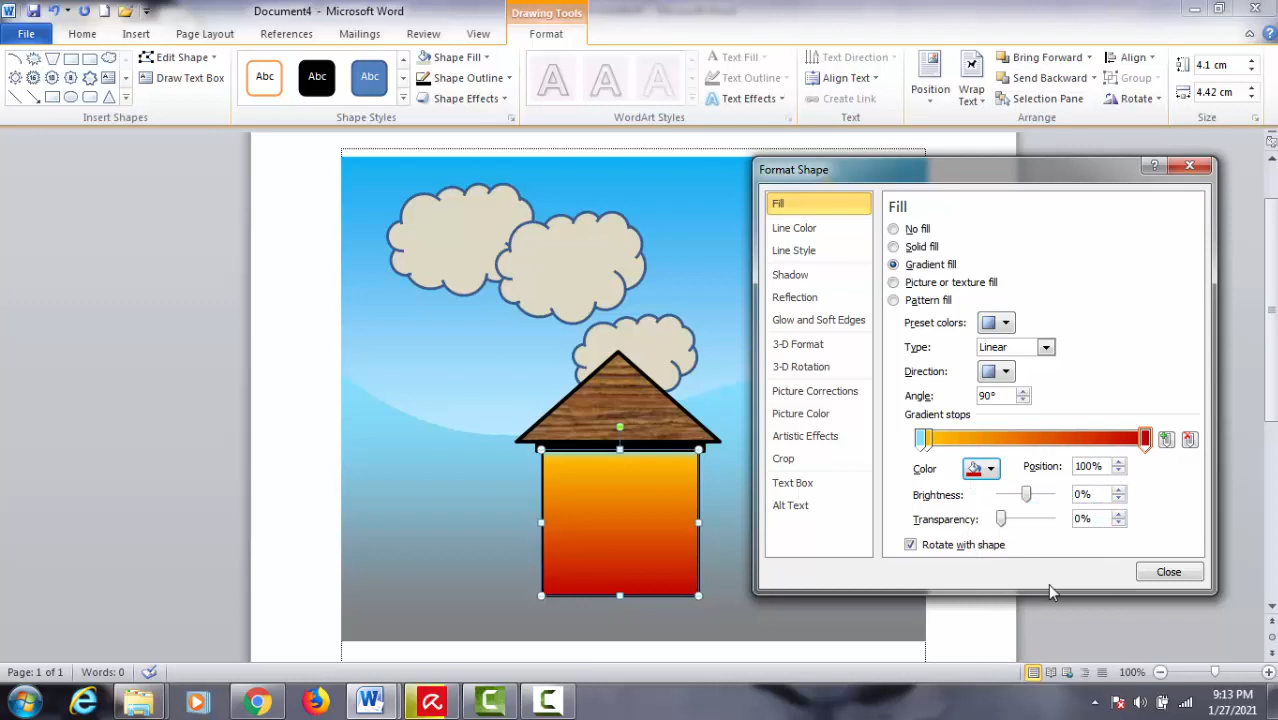 Document4 - Microsoft Word
Drawing Tools
File Home Insert Page Layout References Mailings Review View Format
Edit Shape
Draw Text Box
Insert Shapes
Abc Abc Abc
Shape Fill
Shape Outline
Shape Effects
Shape Styles
A A A
Text Fill
Text Outline
Text Effects
WordArt Styles
Text Direction
Align Text
Create Link
Text
Position
Wrap
Text
Bring Forward
Send Backward
Selection Pane
Align
Group
Rotate
Arrange
4.1 cm
4.42 cm
Size
Format Shape
Fill
Line Color
Line Style
Shadow
Reflection
Glow and Soft Edges
3-D Format
3-D Rotation
Picture Corrections
Picture Color
Artistic Effects
Crop
Text Box
Alt Text
Fill
No fill
Solid fill
Gradient fill
Picture or texture fill
Pattern fill
Preset colors:
Type: Linear
Direction:
Angle: 90°
Gradient stops
Color Position: 100%
Brightness: 0%
Transparency: 0%
Rotate with shape
Close
Page: 1 of 1 Words: 0 100%
9:13 PM
1/27/2021